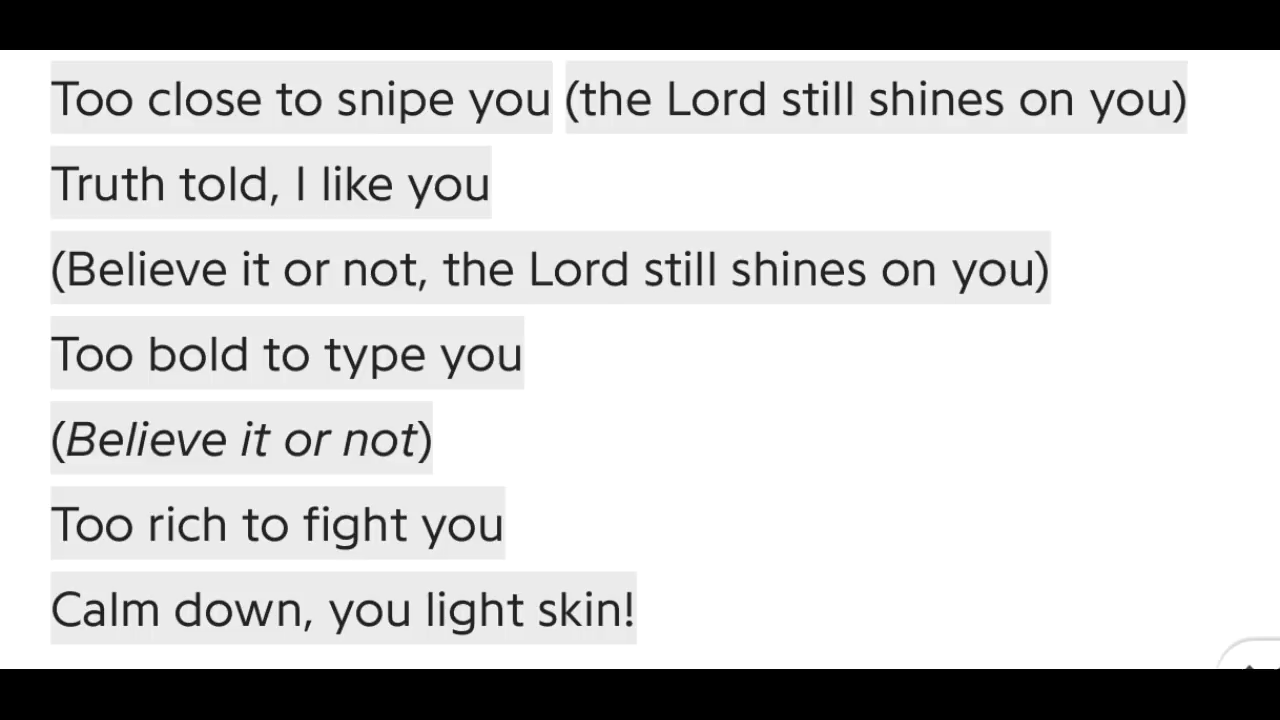 Too close to snipe you (the Lord still shines on you)
Truth told, I like you
(Believe it or not, the Lord still shines on you)
Too bold to type you
(Believe it or not)
Too rich to fight you
Calm down, you light skin!